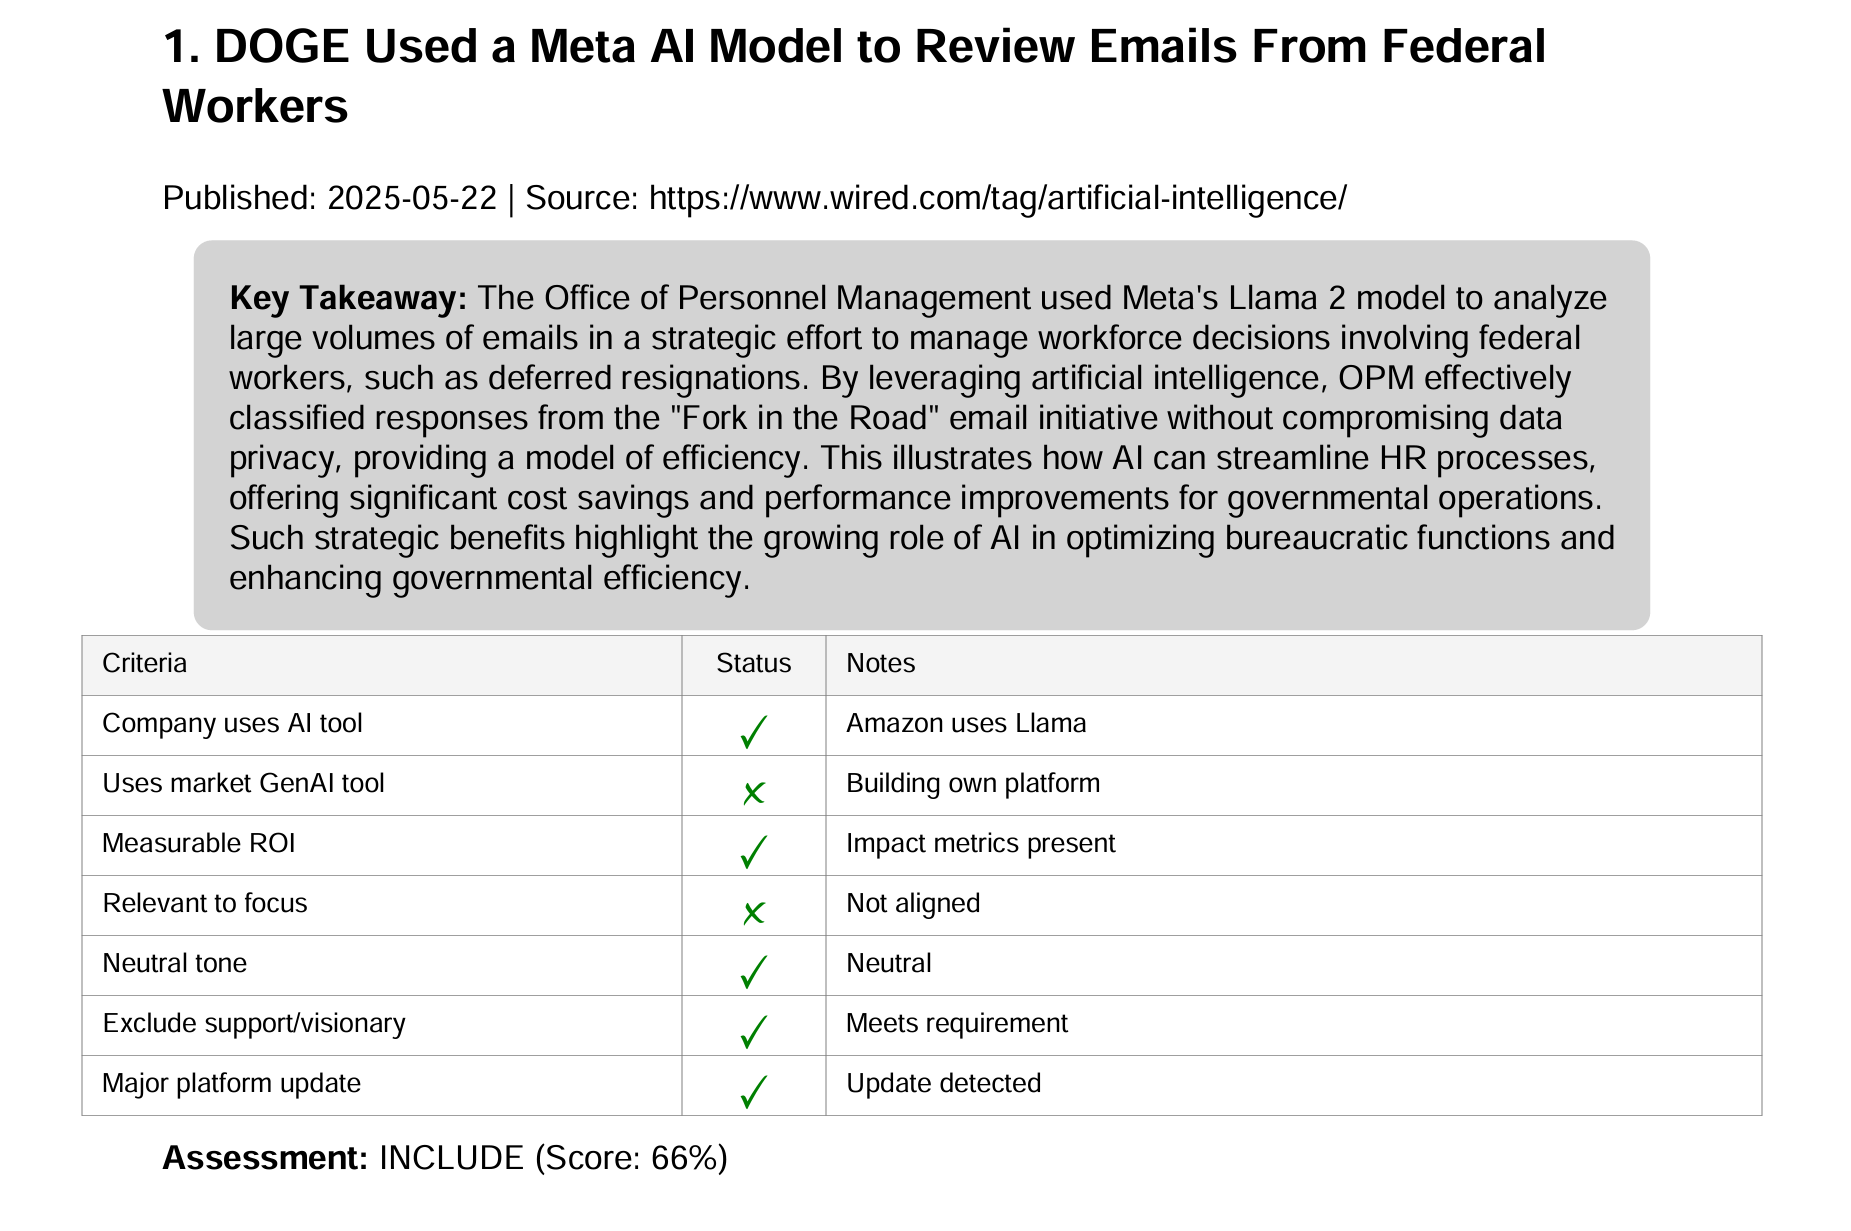 1. DOGE Used a Meta AI Model to Review Emails From Federal
Workers
Published: 2025-05-22 | Source: https://www.wired.com/tag/artificial-intelligence/
Key Takeaway: The Office of Personnel Management used Meta's Llama 2 model to analyze
large volumes of emails in a strategic effort to manage workforce decisions involving federal
workers, such as deferred resignations. By leveraging artificial intelligence, OPM effectively
classified responses from the "Fork in the Road" email initiative without compromising data
privacy, providing a model of efficiency. This illustrates how AI can streamline HR processes,
offering significant cost savings and performance improvements for governmental operations.
Such strategic benefits highlight the growing role of AI in optimizing bureaucratic functions and
enhancing governmental efficiency.
Criteria Status Notes
Company uses AI tool ✓ Amazon uses Llama
Uses market GenAI tool ✗ Building own platform
Measurable ROI ✓ Impact metrics present
Relevant to focus ✗ Not aligned
Neutral tone ✓ Neutral
Exclude support/visionary ✓ Meets requirement
Major platform update ✓ Update detected
Assessment: INCLUDE (Score: 66%)